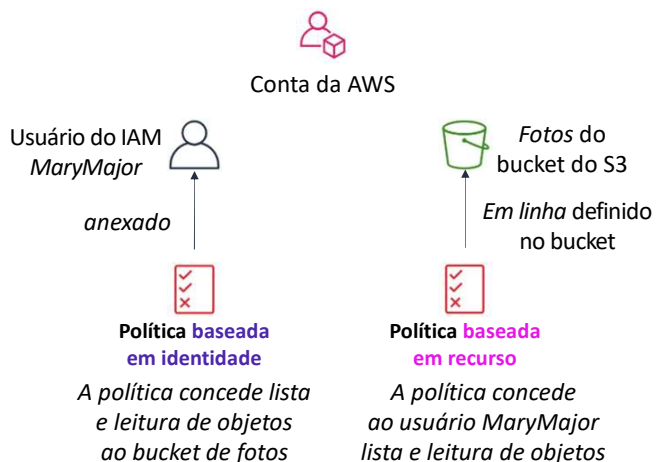 Conta da AWS
Usuário do IAM
MaryMajor
anexado
Política baseada
em identidade
A política concede lista
e leitura de objetos
ao bucket de fotos
Fotos do
bucket do S3
Em linha definido
no bucket
Política baseada
em recurso
A política concede
ao usuário MaryMajor
lista e leitura de objetos